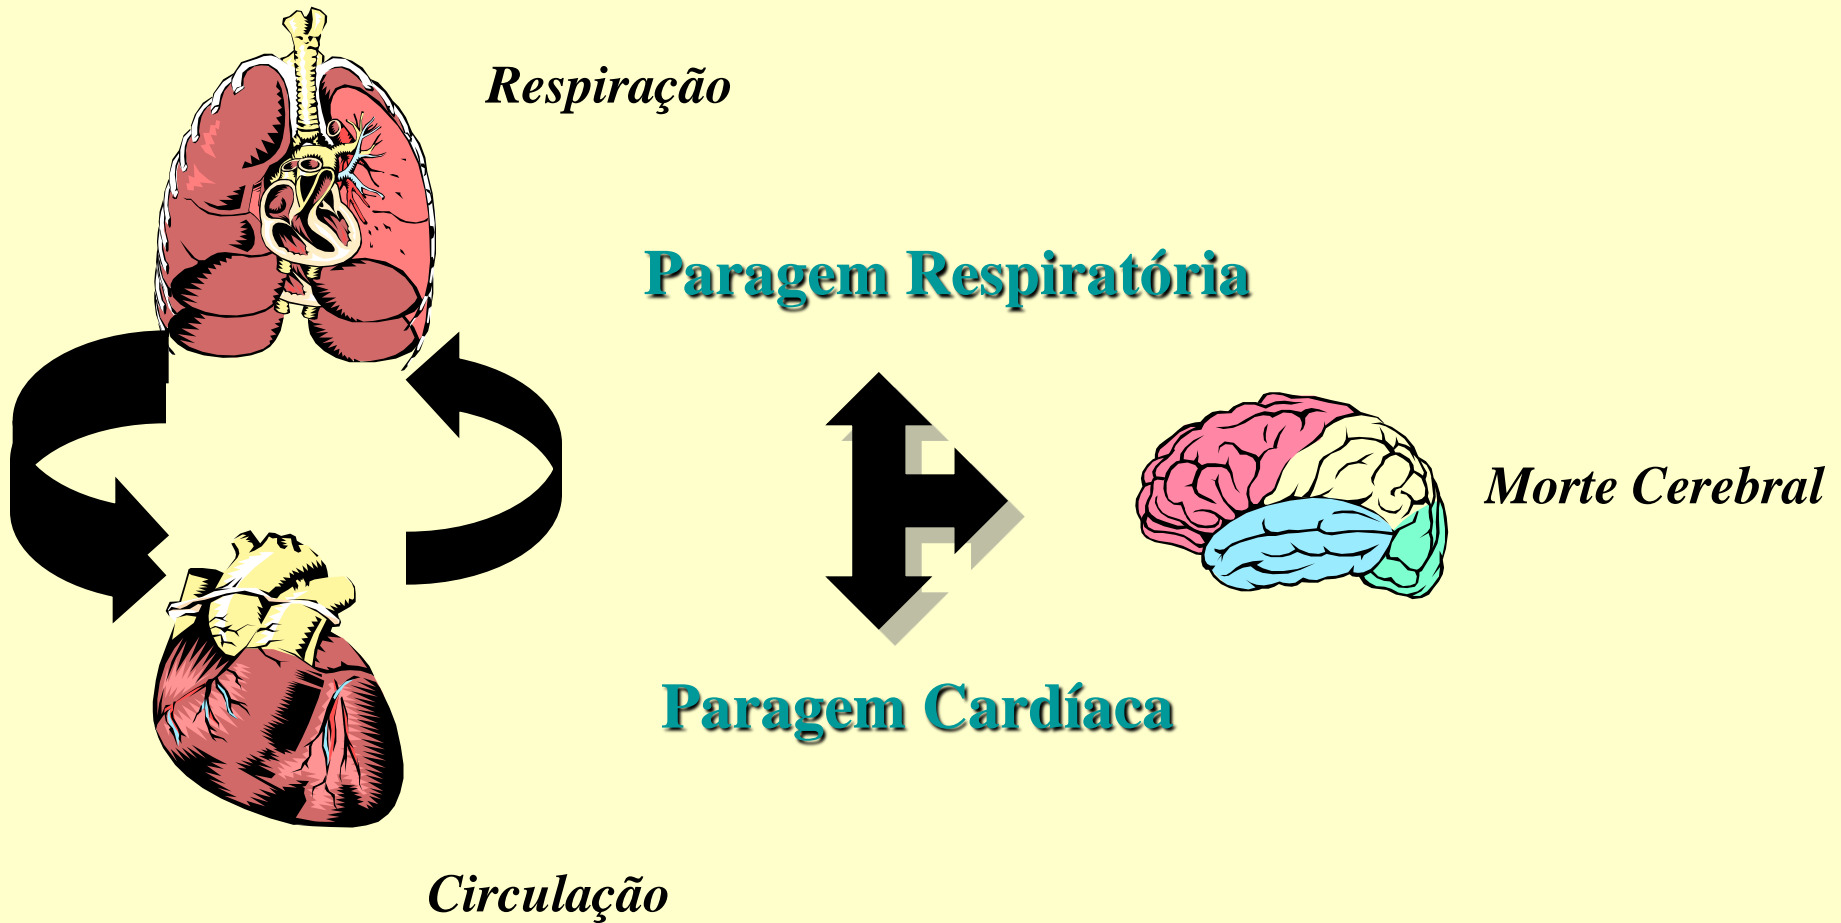 Respiração
Paragem Respiratória
Morte Cerebral
Paragem Cardíaca
Circulação